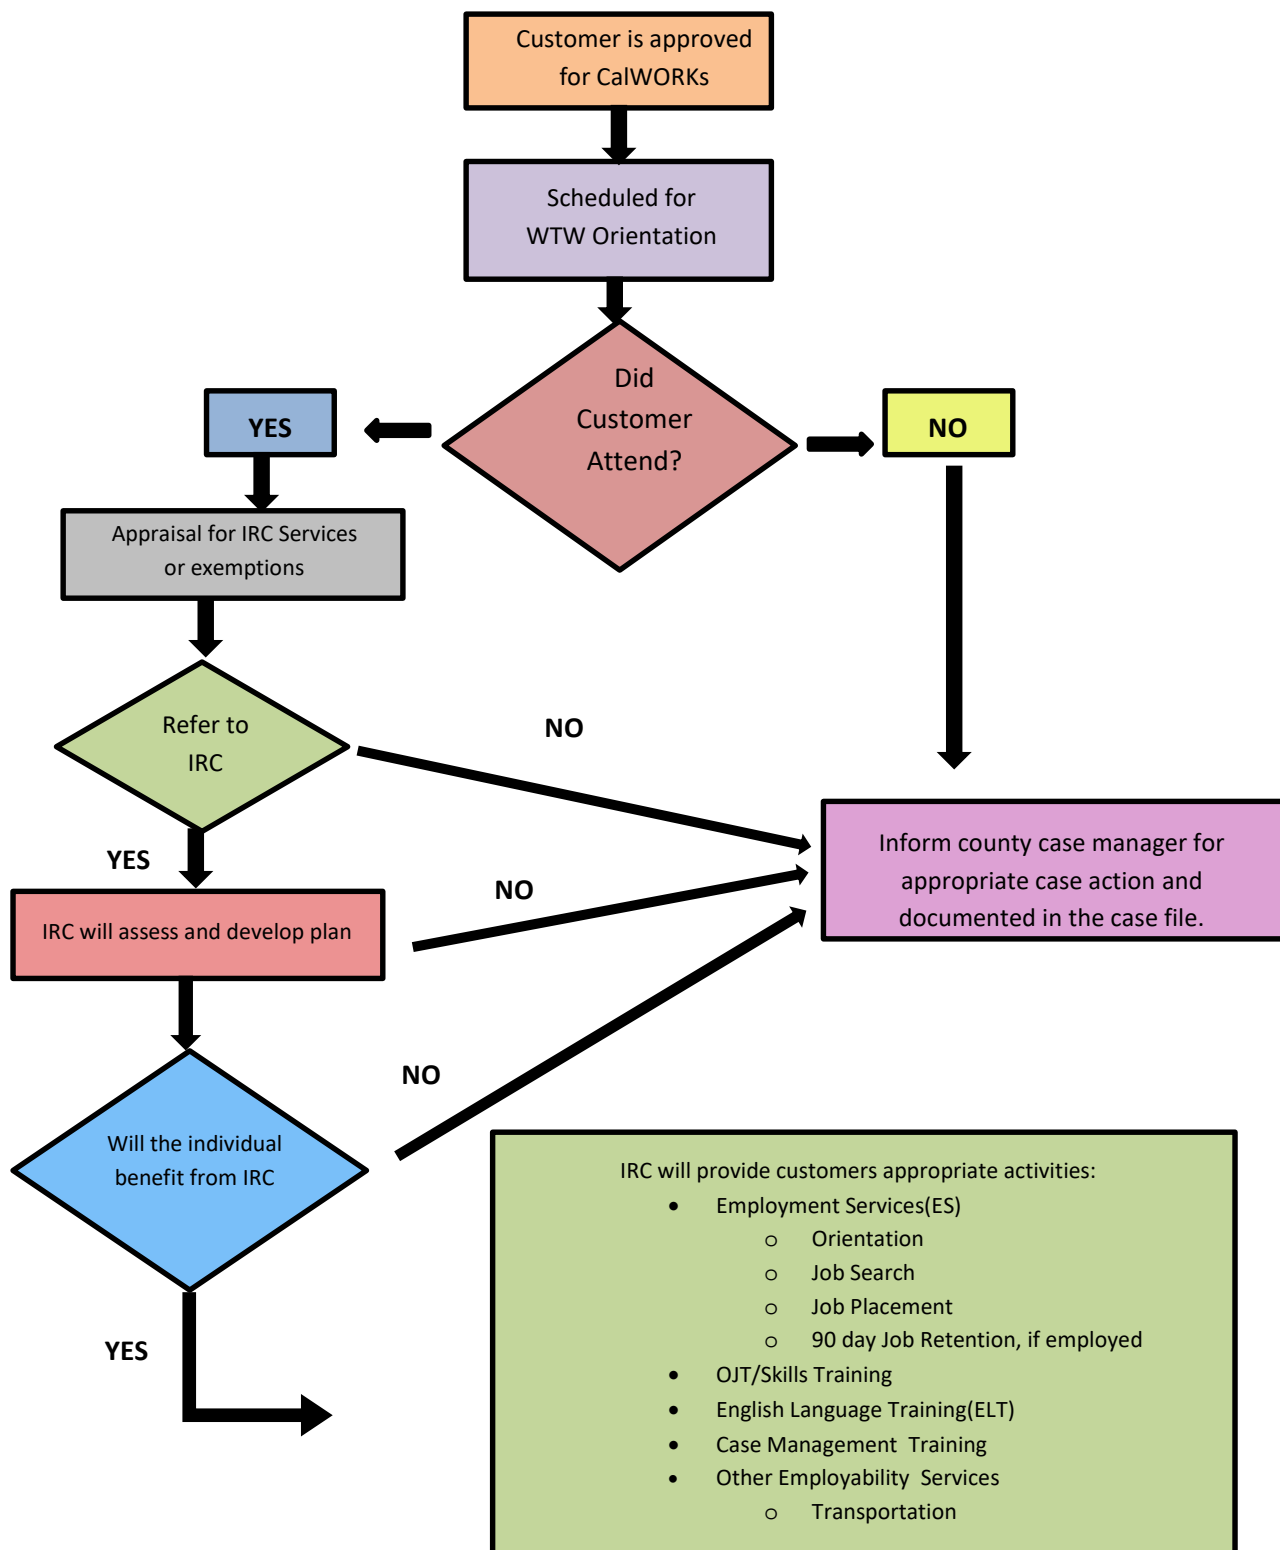 Customer is approved
for CalWORKs
Scheduled for
WTW Orientation
Did
Customer
Attend?
YES
NO
Appraisal for IRC Services
or exemptions
Refer to
IRC
NO
YES
Inform county case manager for
appropriate case action and
documented in the case file.
IRC will assess and develop plan
NO
NO
Will the individual
benefit from IRC
YES
IRC will provide customers appropriate activities:
• Employment Services(ES)
o Orientation
o Job Search
o Job Placement
o 90 day Job Retention, if employed
• OJT/Skills Training
• English Language Training(ELT)
• Case Management  Training
• Other Employability  Services
o Transportation